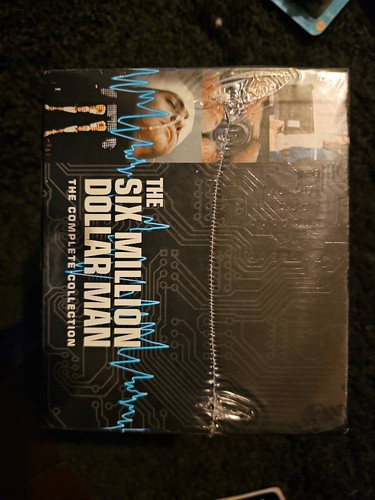 THE
SIX MILLION
DOLLAR MAN
THE COMPLETE COLLECTION